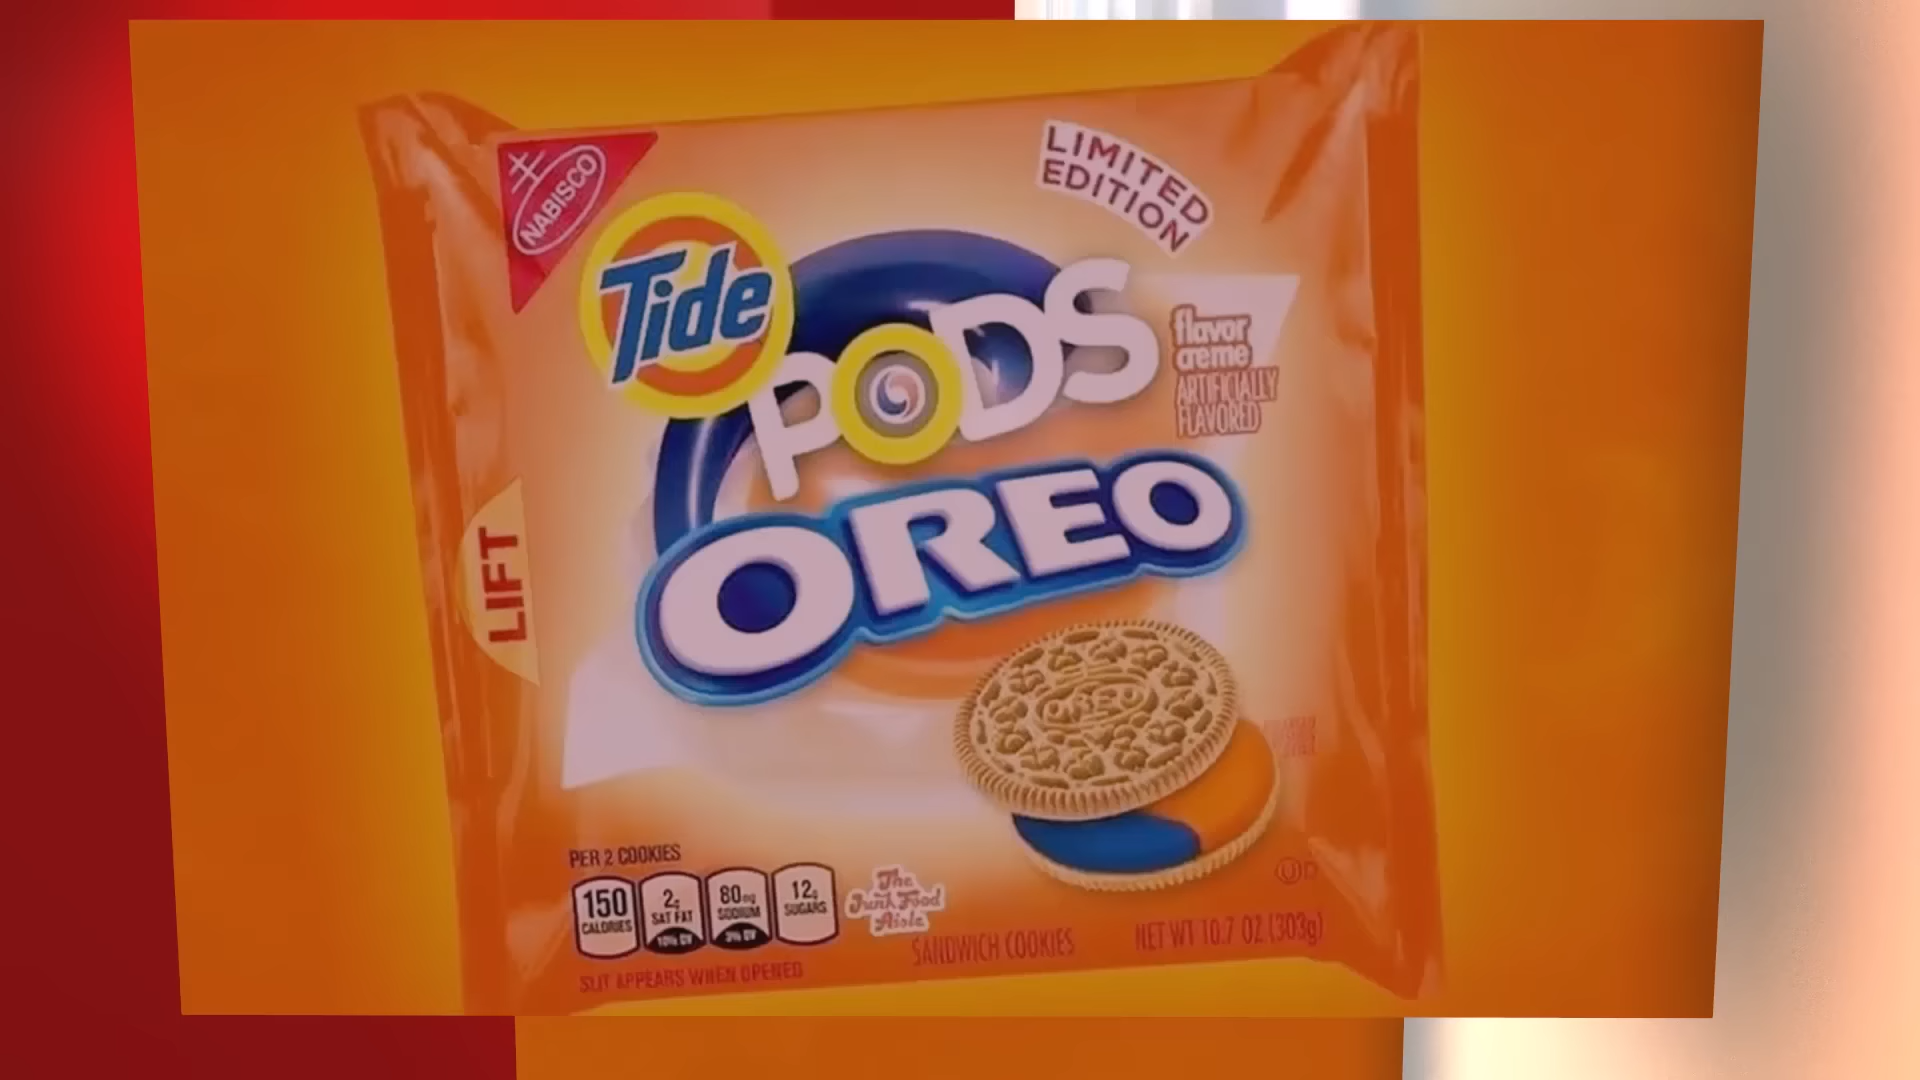 NABISCO
LIMITED
EDITION
Tide
PODS
flavor
creme
ARTIFICIALLY
FLAVORED
OREO
LIFT
OREO
PER 2 COOKIES
150
CALORIES
2g
SAT FAT
10% DV
80mg
SODIUM
3% DV
12g
SUGARS
The
Junk Food
Aisle
SANDWICH COOKIES
NET WT 10.7 OZ (303g)
SLIT APPEARS WHEN OPENED
U D